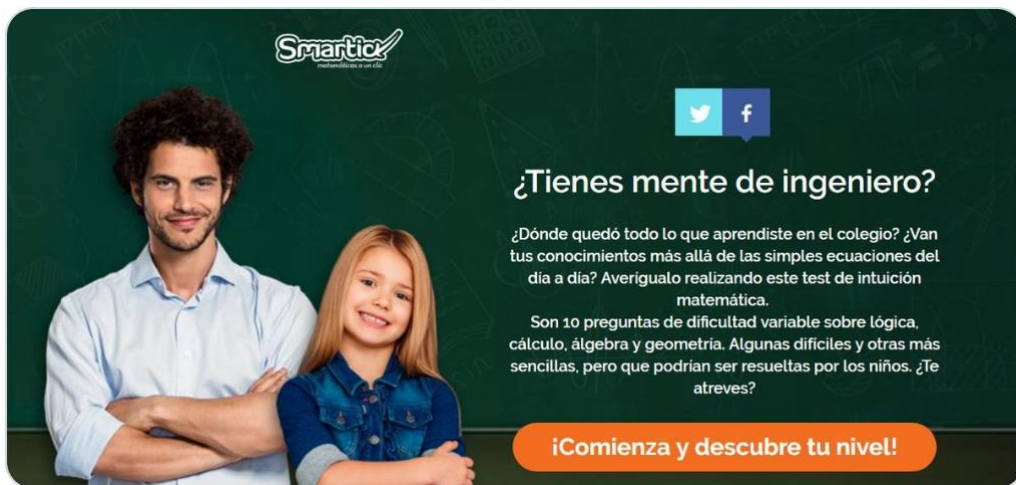 Smartick
matemáticas a un clic
¿Tienes mente de ingeniero?
¿Dónde quedó todo lo que aprendiste en el colegio? ¿Van
tus conocimientos más allá de las simples ecuaciones del
día a día? Averígualo realizando este test de intuición
matemática.
Son 10 preguntas de dificultad variable sobre lógica,
cálculo, álgebra y geometría. Algunas difíciles y otras más
sencillas, pero que podrían ser resueltas por los niños. ¿Te
atreves?
¡Comienza y descubre tu nivel!